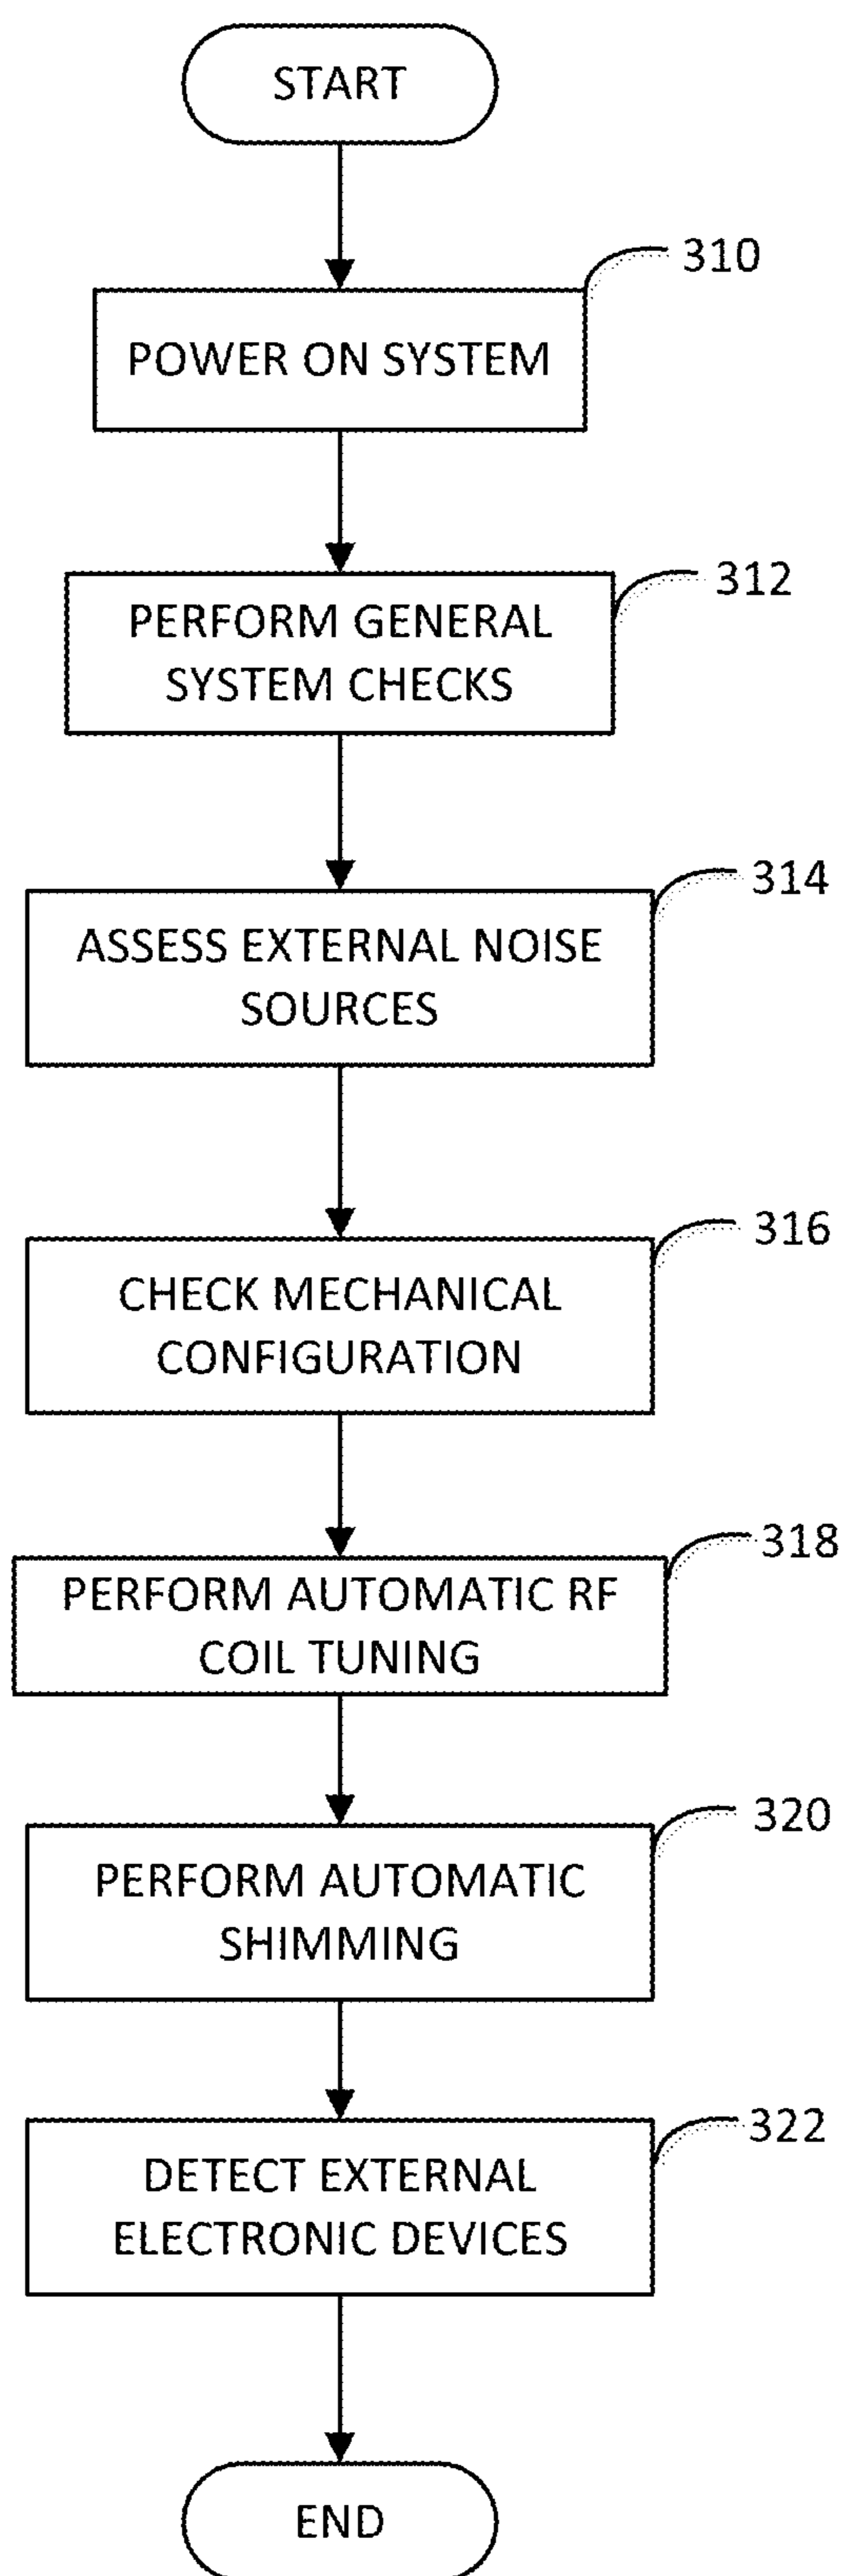 START
310
POWER ON SYSTEM
312
PERFORM GENERAL
SYSTEM CHECKS
314
ASSESS EXTERNAL NOISE
SOURCES
316
CHECK MECHANICAL
CONFIGURATION
318
PERFORM AUTOMATIC RF
COIL TUNING
320
PERFORM AUTOMATIC
SHIMMING
322
DETECT EXTERNAL
ELECTRONIC DEVICES
END